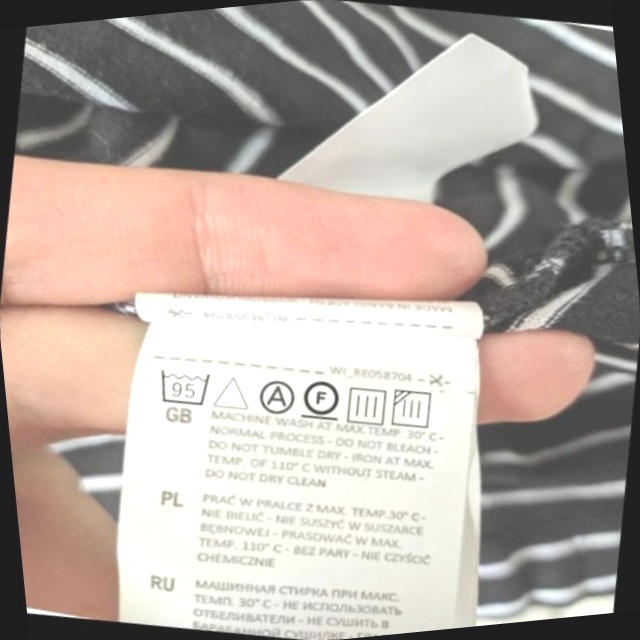 WI_RE058704
95 A F
GB MACHINE WASH AT MAX.TEMP. 30° C -
NORMAL PROCESS - DO NOT BLEACH -
DO NOT TUMBLE DRY - IRON AT MAX.
TEMP. OF 110° C WITHOUT STEAM -
DO NOT DRY CLEAN
PL PRAĆ W PRALCE Z MAX. TEMP.30° C -
NIE BIELIĆ - NIE SUSZYĆ W SUSZARCE
BĘBNOWEJ - PRASOWAĆ W MAX.
TEMP. 110° C - BEZ PARY - NIE CZYŚCIĆ
CHEMICZNIE
RU МАШИННАЯ СТИРКА ПРИ МАКС.
ТЕМП. 30° C - НЕ ИСПОЛЬЗОВАТЬ
ОТБЕЛИВАТЕЛИ - НЕ СУШИТЬ В
БАРАБАННОЙ СУШИЛКЕ -